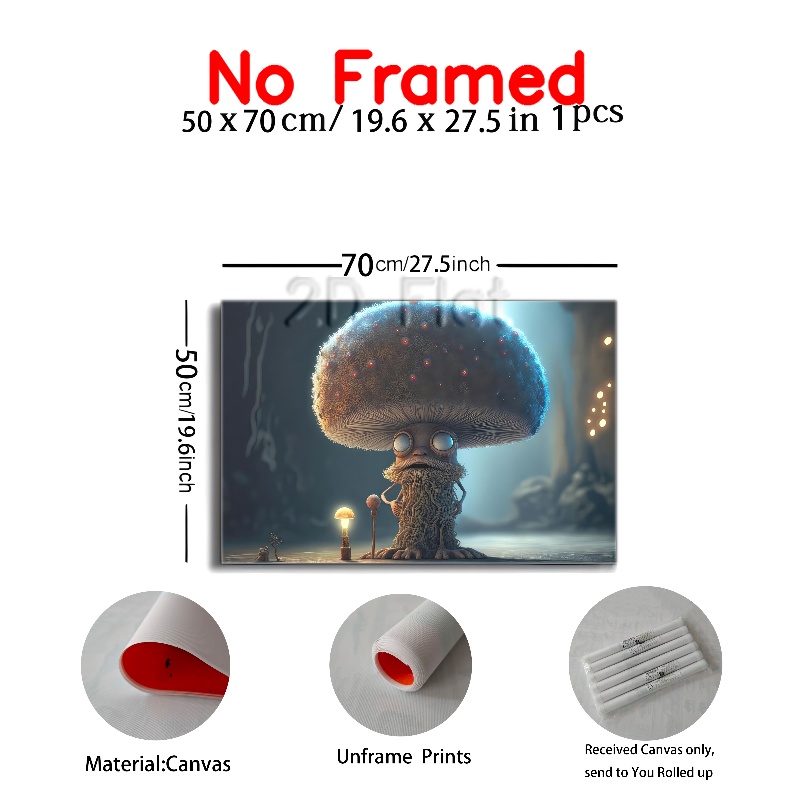 No Framed
50 x 70 cm/ 19.6 x 27.5 in 1pcs
70cm/27.5inch
2D Flat
50cm/19.6inch
Material:Canvas
Unframe Prints
Received Canvas only,
send to You Rolled up